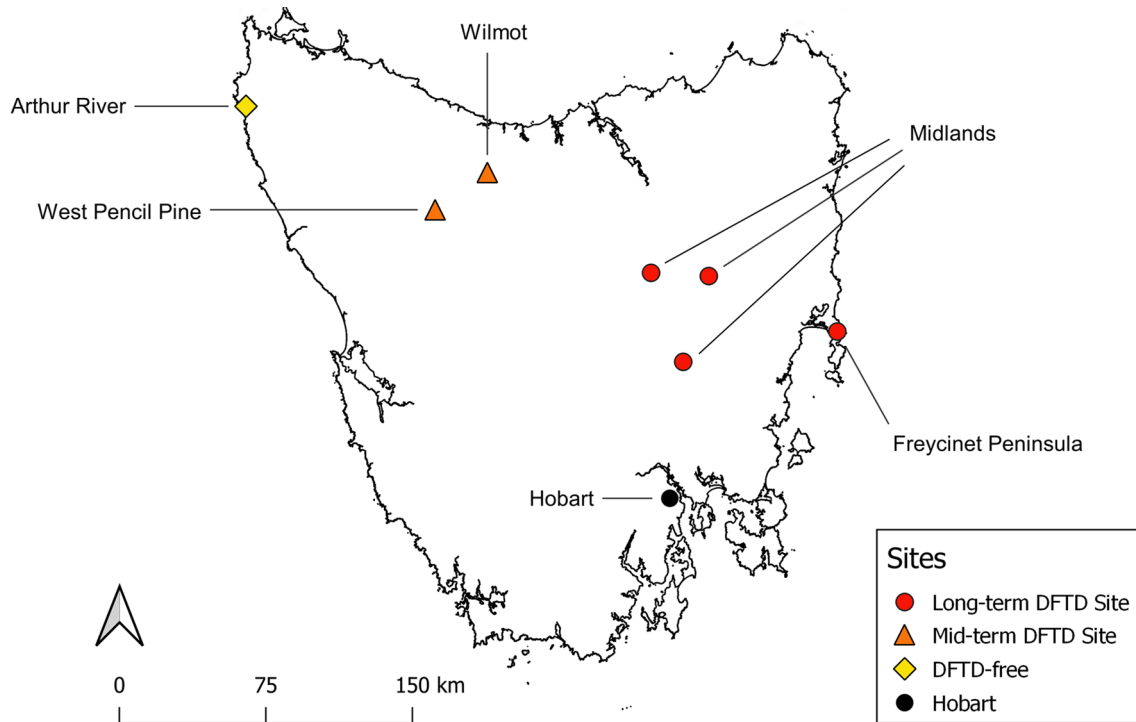 Wilmot
Arthur River
Midlands
West Pencil Pine
Freycinet Peninsula
Hobart
Sites
Long-term DFTD Site
Mid-term DFTD Site
DFTD-free
Hobart
0 75 150 km